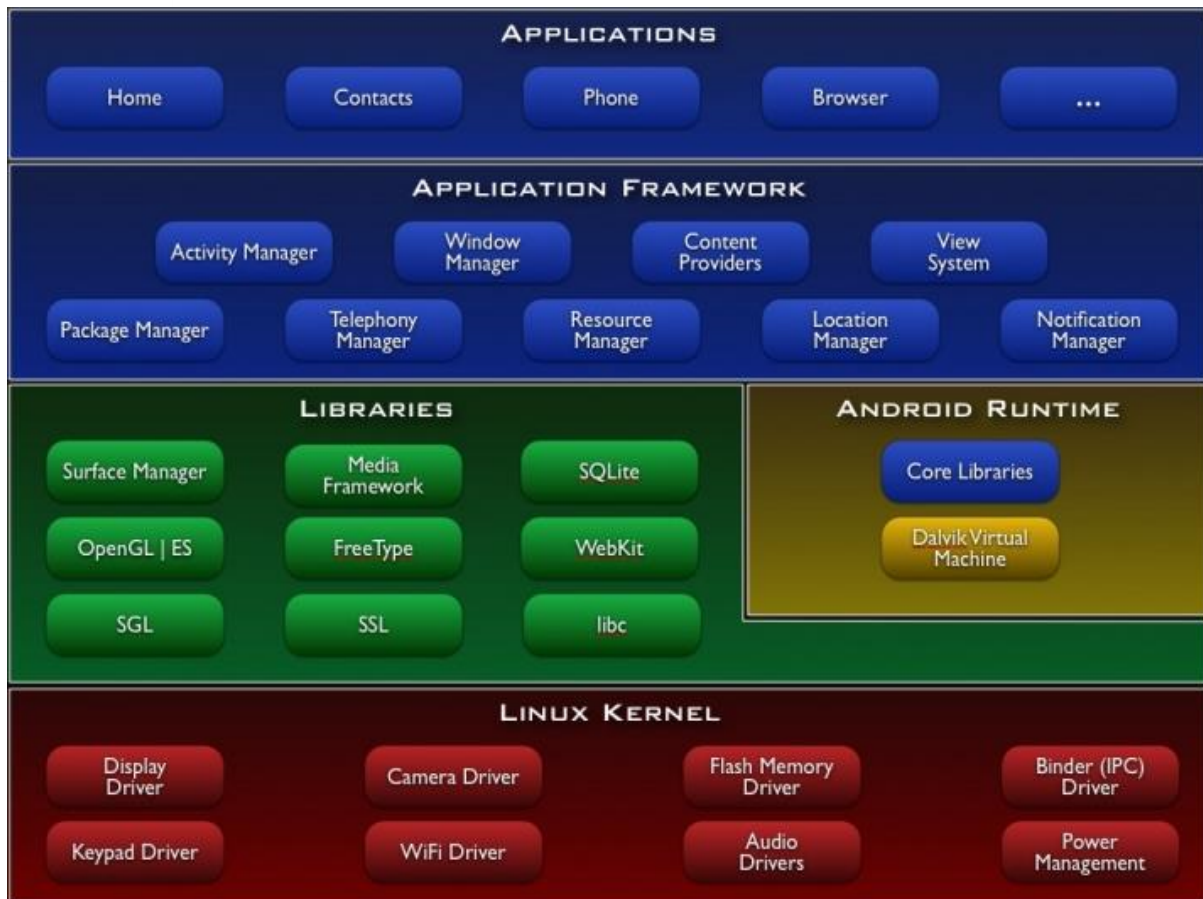 APPLICATIONS
Home
Contacts
Phone
Browser
...
APPLICATION FRAMEWORK
Activity Manager
Window
Manager
Content
Providers
View
System
Package Manager
Telephony
Manager
Resource
Manager
Location
Manager
Notification
Manager
LIBRARIES
Surface Manager
Media
Framework
SQLite
OpenGL | ES
FreeType
WebKit
SGL
SSL
libc
ANDROID RUNTIME
Core Libraries
Dalvik Virtual
Machine
LINUX KERNEL
Display
Driver
Camera Driver
Flash Memory
Driver
Binder (IPC)
Driver
Keypad Driver
WiFi Driver
Audio
Drivers
Power
Management